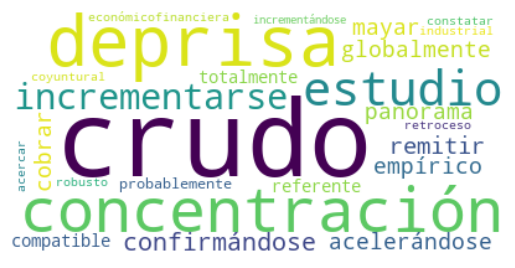 económicofinanciera incrementándose constatar
deprisa mayar industrial
globalmente
coyuntural totalmente estudio
incrementarse panorama
crudo retroceso
acercar cobrar remitir
robusto probablemente referente empírico
concentración
compatible confirmándose acelerándose